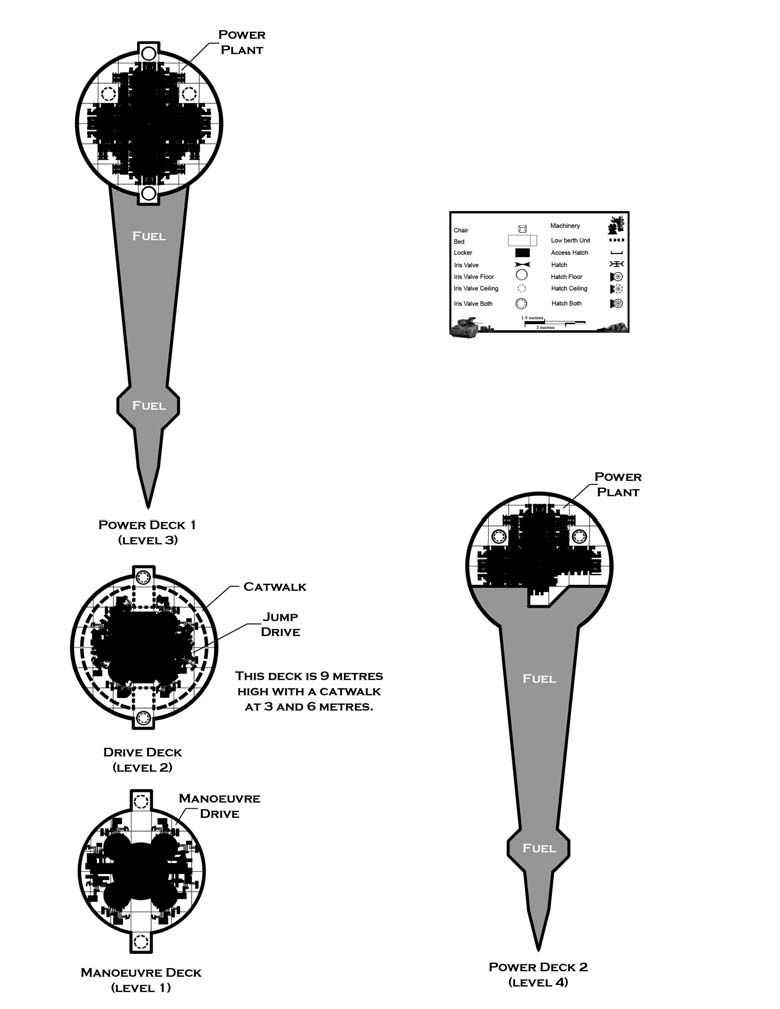 Power
Plant
Fuel
Fuel
Power Deck 1
(level 3)
Chair
Bed
Locker
Iris Valve
Iris Valve Floor
Iris Valve Ceiling
Iris Valve Both
Machinery
Low berth Unit
Access Hatch
Hatch
Hatch Floor
Hatch Ceiling
Hatch Both
1.5 metres
3 metres
Catwalk
Jump
Drive
This deck is 9 metres
high with a catwalk
at 3 and 6 metres.
Drive Deck
(level 2)
Manoeuvre
Drive
Manoeuvre Deck
(level 1)
Power
Plant
Fuel
Fuel
Power Deck 2
(level 4)